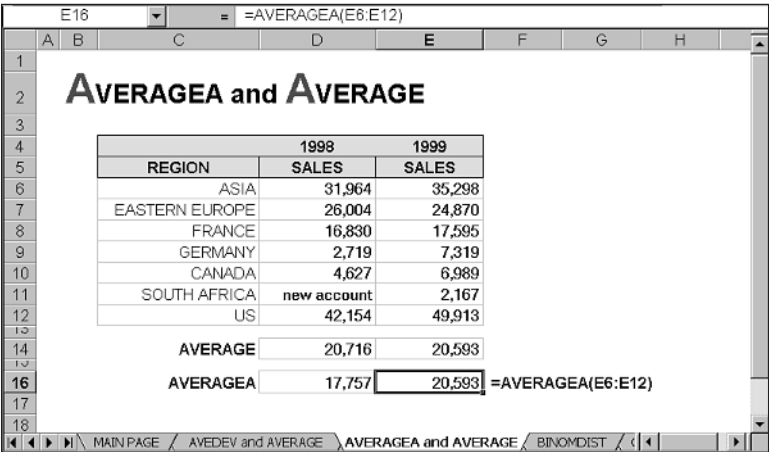 E16 = =AVERAGEA(E6:E12)
A B C D E F G H
1
2 AVERAGEA and AVERAGE
3
4 1998 1999
5 REGION SALES SALES
6 ASIA 31,964 35,298
7 EASTERN EUROPE 26,004 24,870
8 FRANCE 16,830 17,595
9 GERMANY 2,719 7,319
10 CANADA 4,627 6,989
11 SOUTH AFRICA new account 2,167
12 US 42,154 49,913
14 AVERAGE 20,716 20,593
16 AVERAGEA 17,757 20,593 =AVERAGEA(E6:E12)
17
18
MAIN PAGE AVEDEV and AVERAGE AVERAGEA and AVERAGE BINOMDIST